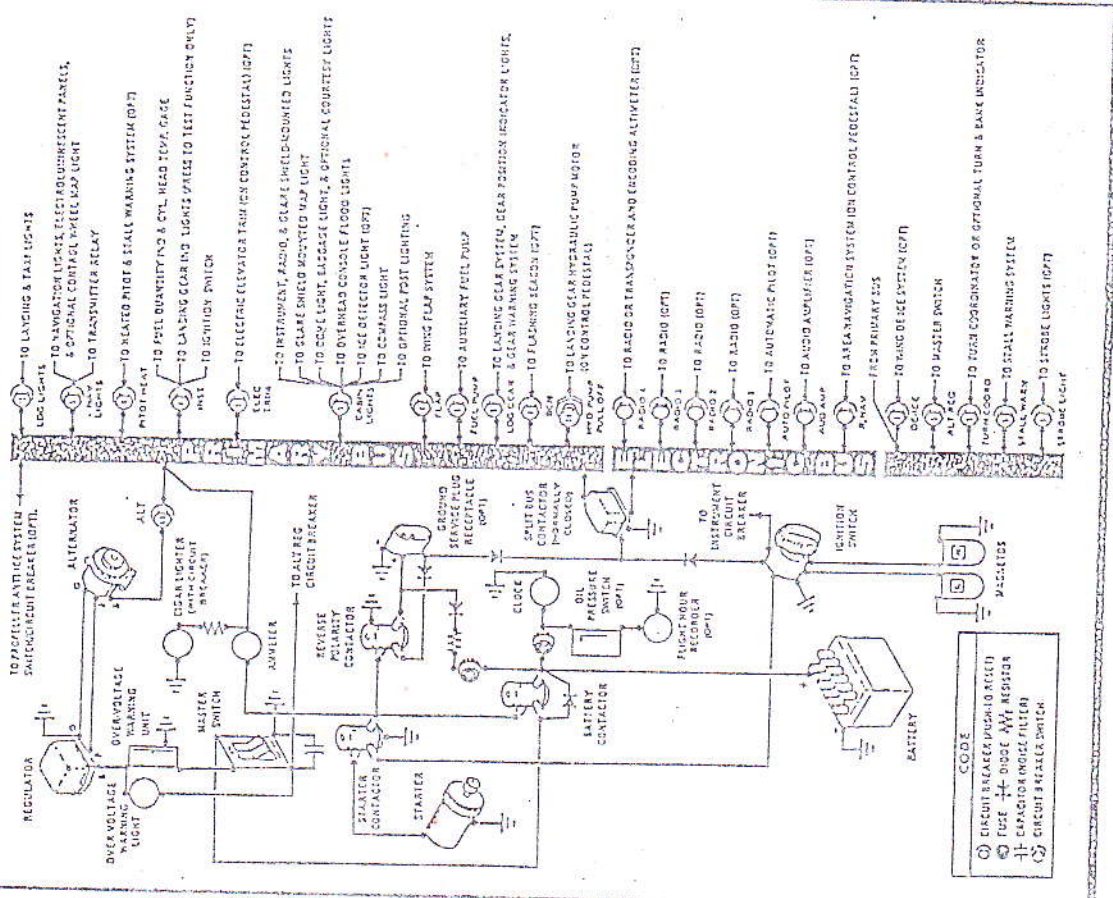 TO PROPELLER ANTI-ICE SYSTEM
SWITCH/CIRCUIT BREAKER (OPT).
REGULATOR
ALTERNATOR
ALT
OVER-VOLTAGE
WARNING
UNIT
CIGAR LIGHTER
(WITH CIRCUIT
BREAKER)
OVER VOLTAGE
WARNING
LIGHT
MASTER
SWITCH
AMMETER
TO ALT REG
CIRCUIT BREAKER
REVERSE
POLARITY
CONTACTOR
GROUND
SERVICE PLUG
RECEPTACLE
(OPT)
STARTER
CONTACTOR
STARTER
CLOCK
SPLIT BUS
CONTACTOR
(NORMALLY
CLOSED)
OIL
PRESSURE
SWITCH
(OPT)
FLIGHT HOUR
RECORDER
(OPT)
BATTERY
CONTACTOR
TO
INSTRUMENT
CIRCUIT
BREAKER
BATTERY
IGNITION
SWITCH
MAGNETOS
PRIMARY BUS
LDG LIGHTS
TO LANDING & TAXI LIGHTS
NAV
LIGHTS
TO NAVIGATION LIGHTS, ELECTROLUMINESCENT PANELS,
& OPTIONAL CONTROL WHEEL MAP LIGHT
TO TRANSMITTER RELAY
PITOT HEAT
TO HEATED PITOT & STALL WARNING SYSTEM (OPT)
INST
TO FUEL QUANTITY IND & CYL. HEAD TEMP. GAGE
TO LANDING GEAR IND LIGHTS (PRESS TO TEST FUNCTION ONLY)
TO IGNITION SWITCH
ELEC
TRIM
TO ELECTRIC ELEVATOR TRIM (ON CONTROL PEDESTAL) (OPT)
CABIN
LIGHTS
TO INSTRUMENT, RADIO, & GLARE SHIELD-MOUNTED LIGHTS
TO GLARE SHIELD MOUNTED MAP LIGHT
TO DOME LIGHT, BAGGAGE LIGHT, & OPTIONAL COURTESY LIGHTS
TO OVERHEAD CONSOLE FLOOD LIGHTS
TO ICE DETECTOR LIGHT (OPT)
TO COMPASS LIGHT
TO OPTIONAL POST LIGHTING
FLAP
TO WING FLAP SYSTEM
FUEL PUMP
TO AUXILIARY FUEL PUMP
LDG GEAR
TO LANDING GEAR SYSTEM, GEAR POSITION INDICATOR LIGHTS,
& GEAR WARNING SYSTEM
BCN
TO FLASHING BEACON (OPT)
HYD PUMP
PULL OFF
TO LANDING GEAR HYDRAULIC PUMP MOTOR
(ON CONTROL PEDESTAL)
ELECTRONIC BUS
RADIO 4
TO RADIO OR TRANSPONDER AND ENCODING ALTIMETER (OPT)
RADIO 3
TO RADIO (OPT)
RADIO 2
TO RADIO (OPT)
RADIO 1
TO RADIO (OPT)
AUTO PILOT
TO AUTOMATIC PILOT (OPT)
AUD AMP
TO AUDIO AMPLIFIER (OPT)
RNAV
TO AREA NAVIGATION SYSTEM (ON CONTROL PEDESTAL) (OPT)
FROM PRIMARY BUS
DEICE
TO WING DEICE SYSTEM (OPT)
ALT REG
TO MASTER SWITCH
TURN COORD
TO TURN COORDINATOR OR OPTIONAL TURN & BANK INDICATOR
STALL WARN
TO STALL WARNING SYSTEM
STROBE LIGHT
TO STROBE LIGHTS (OPT)
CODE
CIRCUIT BREAKER (PUSH-TO RESET)
FUSE DIODE RESISTOR
CAPACITOR (NOISE FILTER)
CIRCUIT BREAKER SWITCH